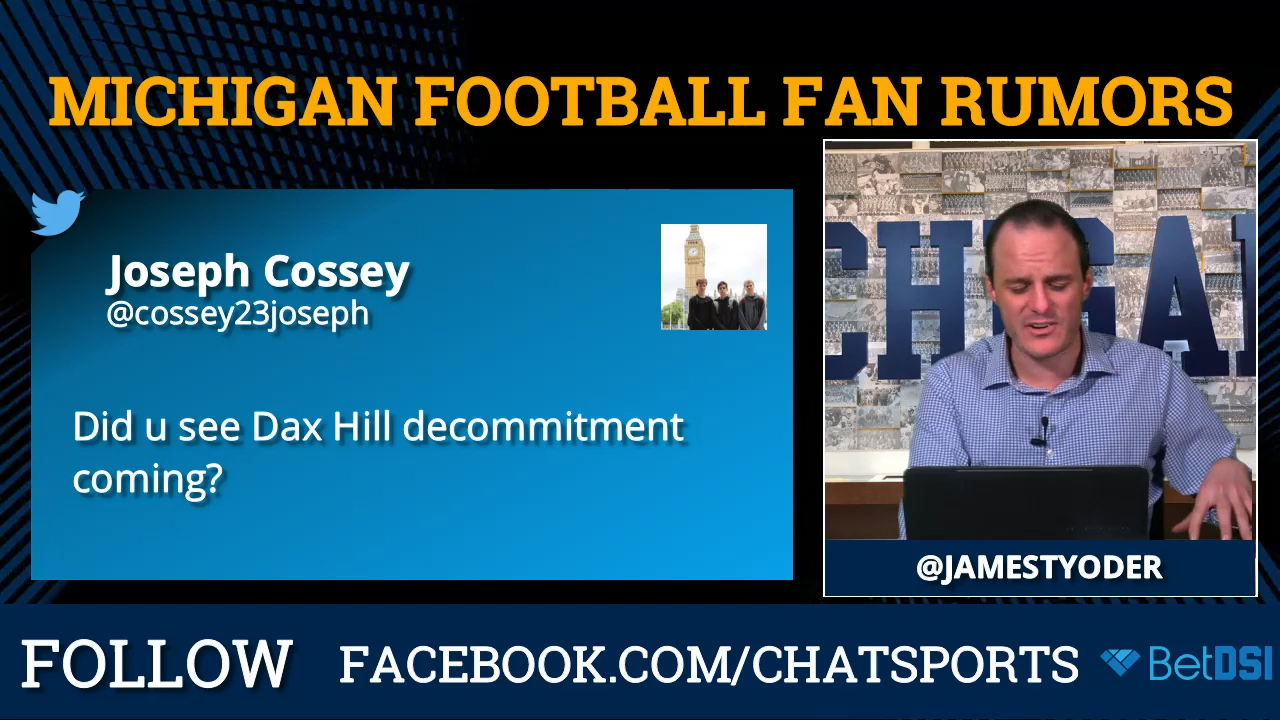 MICHIGAN FOOTBALL FAN RUMORS
Joseph Cossey
@cossey23joseph
Did u see Dax Hill decommitment
coming?
CHIGAN
@JAMESTYODER
FOLLOW FACEBOOK.COM/CHATSPORTS BetDSI